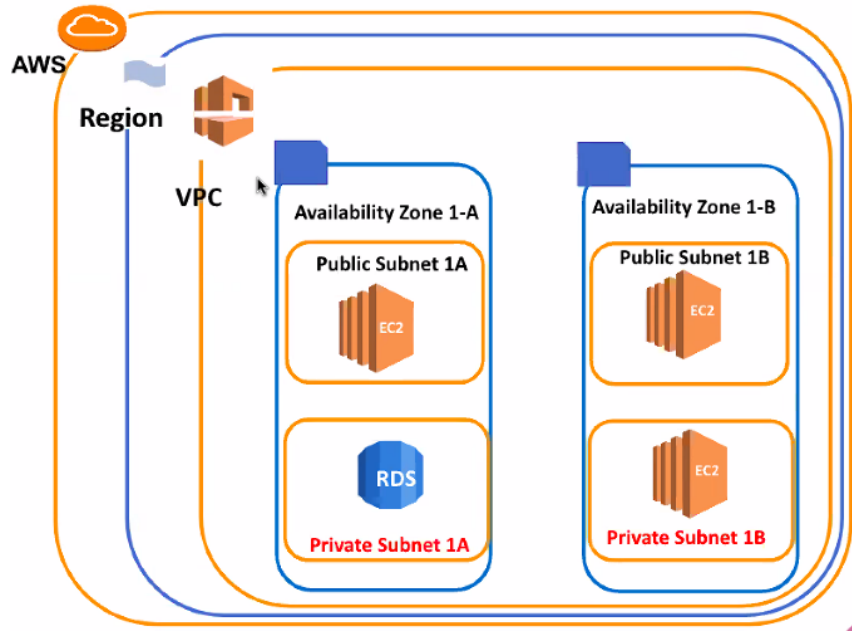 AWS
Region
VPC
Availability Zone 1-A
Public Subnet 1A
EC2
RDS
Private Subnet 1A
Availability Zone 1-B
Public Subnet 1B
EC2
EC2
Private Subnet 1B